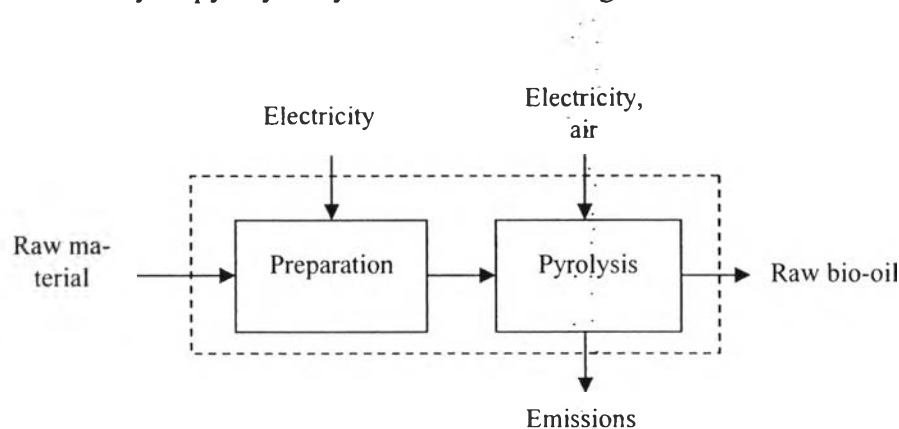 Electricity
Electricity,
air
Raw ma-
terial
Preparation
Pyrolysis
Raw bio-oil
Emissions